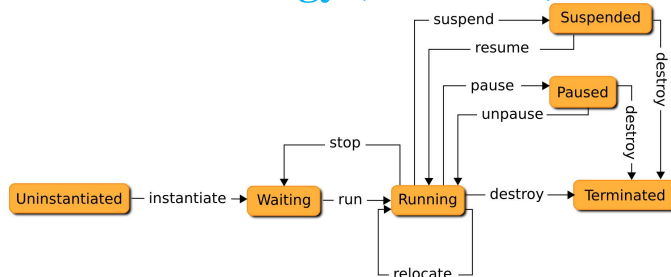 suspend
Suspended
resume
destroy
pause
Paused
unpause
destroy
stop
Uninstantiated
instantiate
Waiting
run
Running
destroy
Terminated
relocate